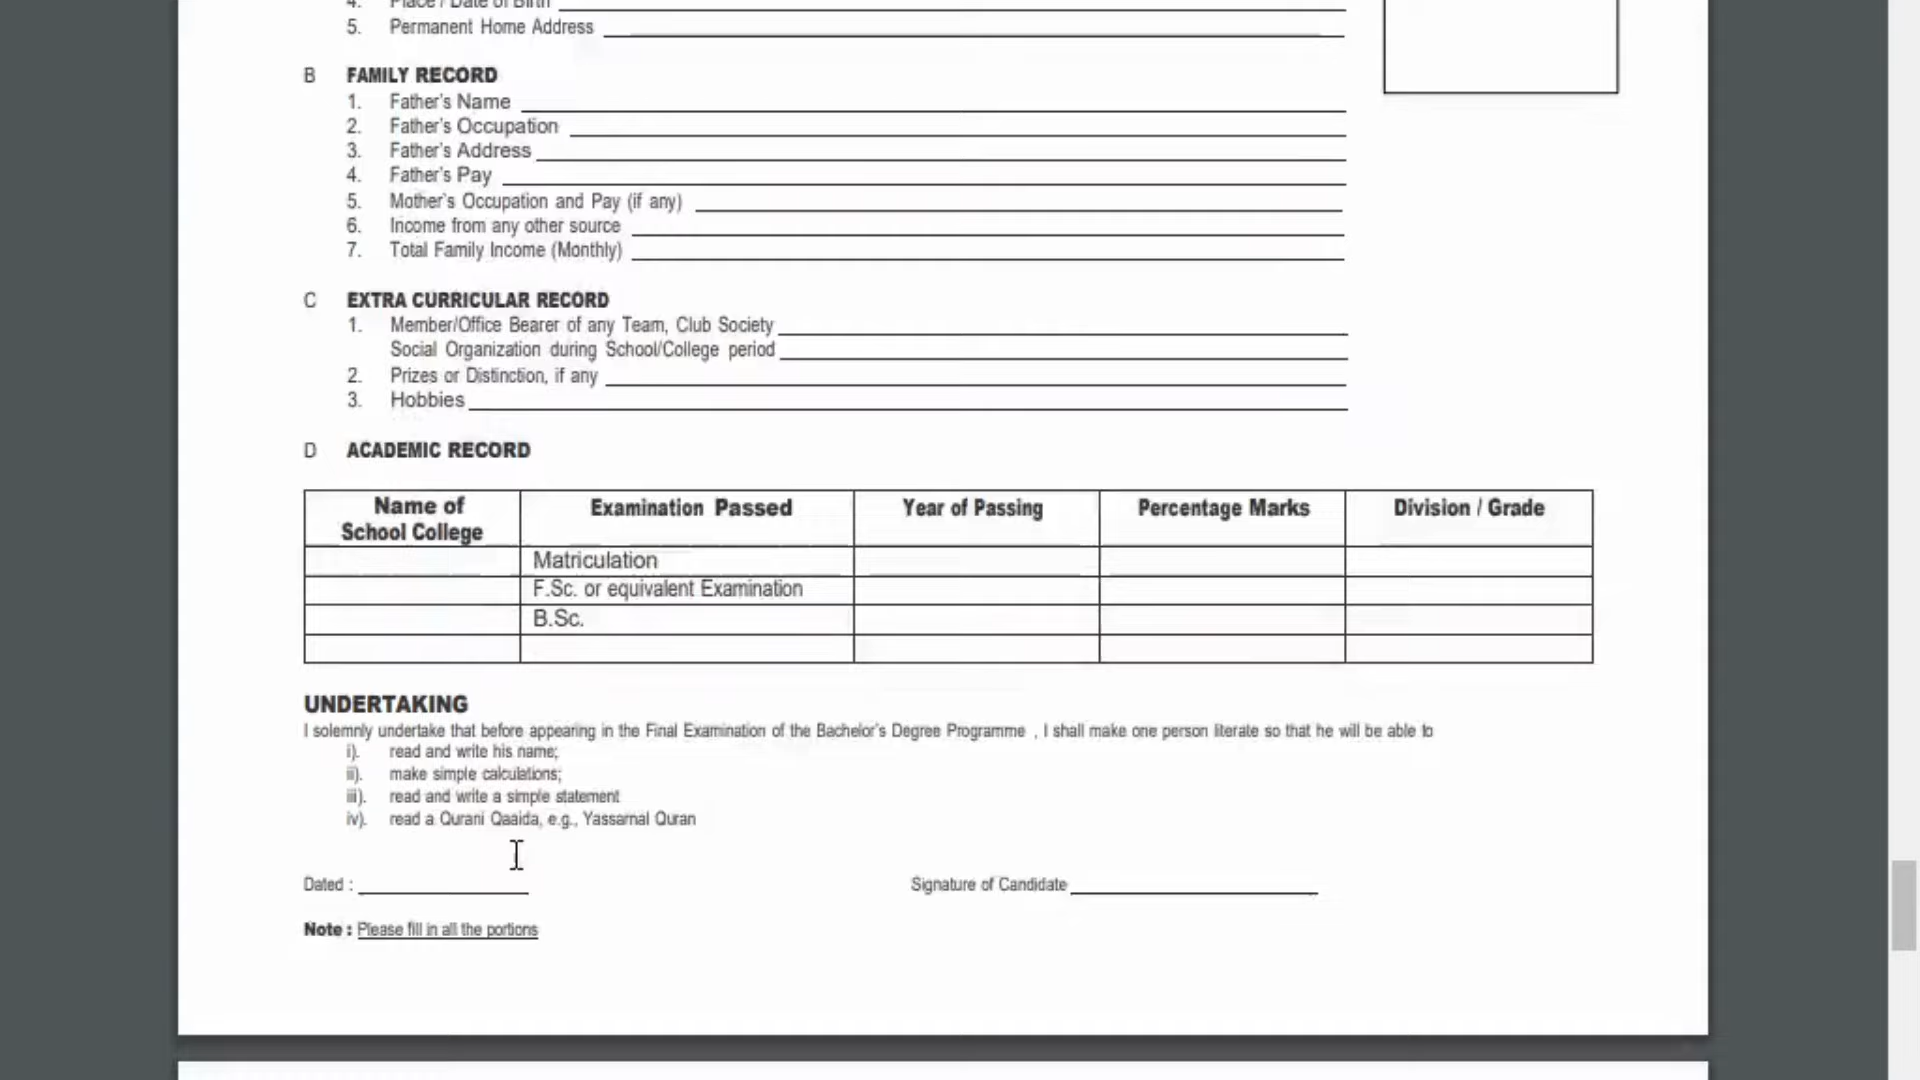 4. Place / Date of Birth
5. Permanent Home Address
B FAMILY RECORD
1. Father's Name
2. Father's Occupation
3. Father's Address
4. Father's Pay
5. Mother's Occupation and Pay (if any)
6. Income from any other source
7. Total Family Income (Monthly)
C EXTRA CURRICULAR RECORD
1. Member/Office Bearer of any Team, Club Society
Social Organization during School/College period
2. Prizes or Distinction, if any
3. Hobbies
D ACADEMIC RECORD
Name of
School College Examination Passed Year of Passing Percentage Marks Division / Grade
Matriculation
F.Sc. or equivalent Examination
B.Sc.
UNDERTAKING
I solemnly undertake that before appearing in the Final Examination of the Bachelor's Degree Programme , I shall make one person literate so that he will be able to
i). read and write his name;
ii). make simple calculations;
iii). read and write a simple statement
iv). read a Qurani Qaaida, e.g., Yassarnal Quran
Dated : Signature of Candidate
Note : Please fill in all the portions